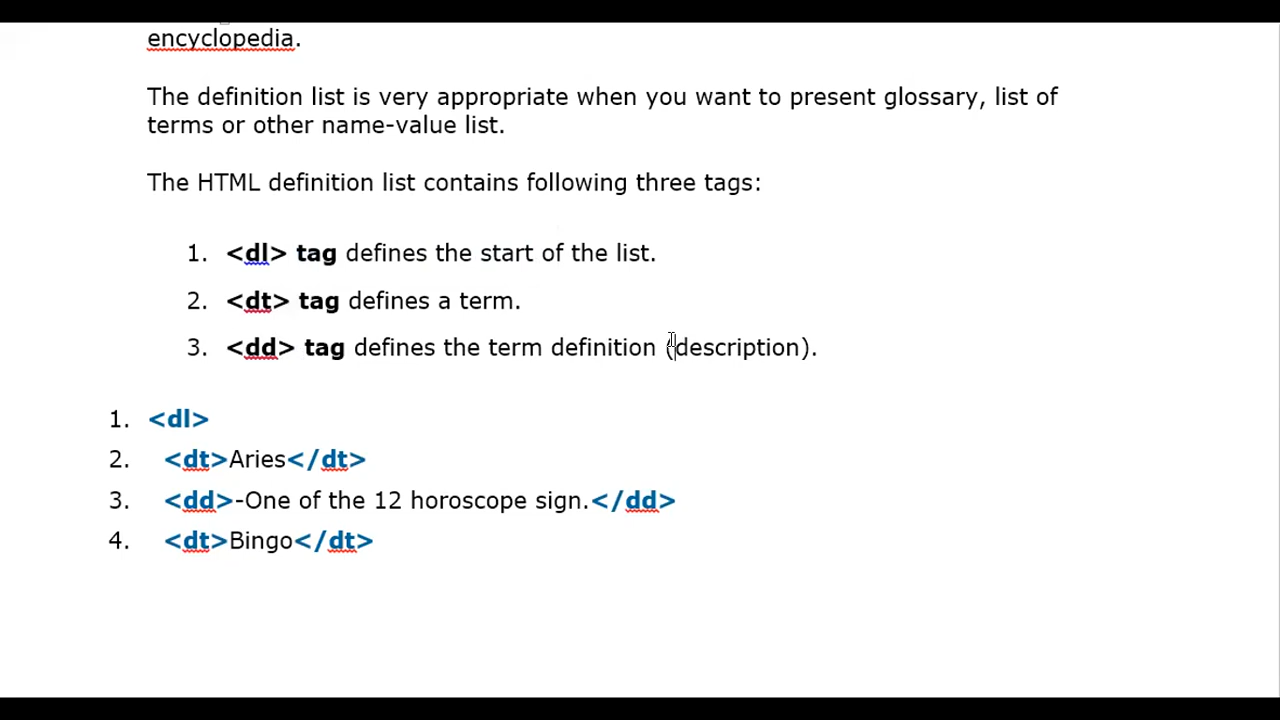 encyclopedia.
The definition list is very appropriate when you want to present glossary, list of
terms or other name-value list.
The HTML definition list contains following three tags:
1. <dl> tag defines the start of the list.
2. <dt> tag defines a term.
3. <dd> tag defines the term definition (description).
1. <dl>
2. <dt>Aries</dt>
3. <dd>-One of the 12 horoscope sign.</dd>
4. <dt>Bingo</dt>